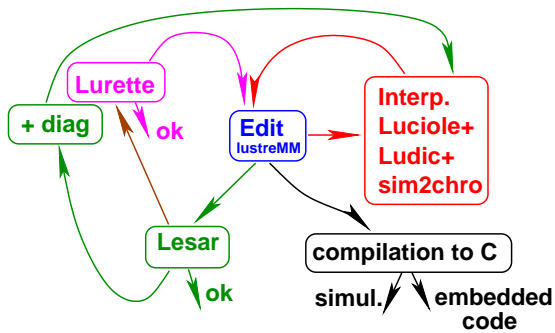 Lurette
+ diag
ok
Edit
lustreMM
Interp.
Luciole+
Ludic+
sim2chro
Lesar
ok
compilation to C
simul.
embedded
code